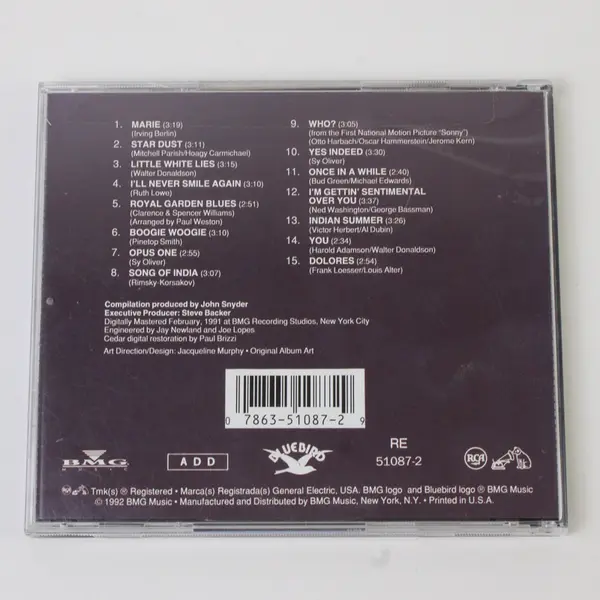 1. MARIE (3:19)
(Irving Berlin)
2. STAR DUST (3:11)
(Mitchell Parish/Hoagy Carmichael)
3. LITTLE WHITE LIES (3:15)
(Walter Donaldson)
4. I'LL NEVER SMILE AGAIN (3:10)
(Ruth Lowe)
5. ROYAL GARDEN BLUES (2:51)
(Clarence & Spencer Williams)
(Arranged by Paul Weston)
6. BOOGIE WOOGIE (3:10)
(Pinetop Smith)
7. OPUS ONE (2:55)
(Sy Oliver)
8. SONG OF INDIA (3:07)
(Rimsky-Korsakov)
9. WHO? (3:05)
(from the First National Motion Picture "Sonny")
(Otto Harbach/Oscar Hammerstein/Jerome Kern)
10. YES INDEED (3:30)
(Sy Oliver)
11. ONCE IN A WHILE (2:40)
(Bud Green/Michael Edwards)
12. I'M GETTIN' SENTIMENTAL
OVER YOU (3:37)
(Ned Washington/George Bassman)
13. INDIAN SUMMER (3:26)
(Victor Herbert/Al Dubin)
14. YOU (2:34)
(Harold Adamson/Walter Donaldson)
15. DOLORES (2:54)
(Frank Loesser/Louis Alter)
Compilation produced by John Snyder
Executive Producer: Steve Backer
Digitally Mastered February, 1991 at BMG Recording Studios, New York City
Engineered by Jay Newland and Joe Lopes
Cedar digital restoration by Paul Brizzi
Art Direction/Design: Jacqueline Murphy • Original Album Art
0 7863-51087-2 9
BMG
MUSIC
ADD
BLUEBIRD
RE
51087-2
RCA
Tmk(s) ® Registered • Marca(s) Registrada(s) General Electric, USA. BMG logo and Bluebird logo ® BMG Music
© 1992 BMG Music • Manufactured and Distributed by BMG Music, New York, N.Y. • Printed in U.S.A.